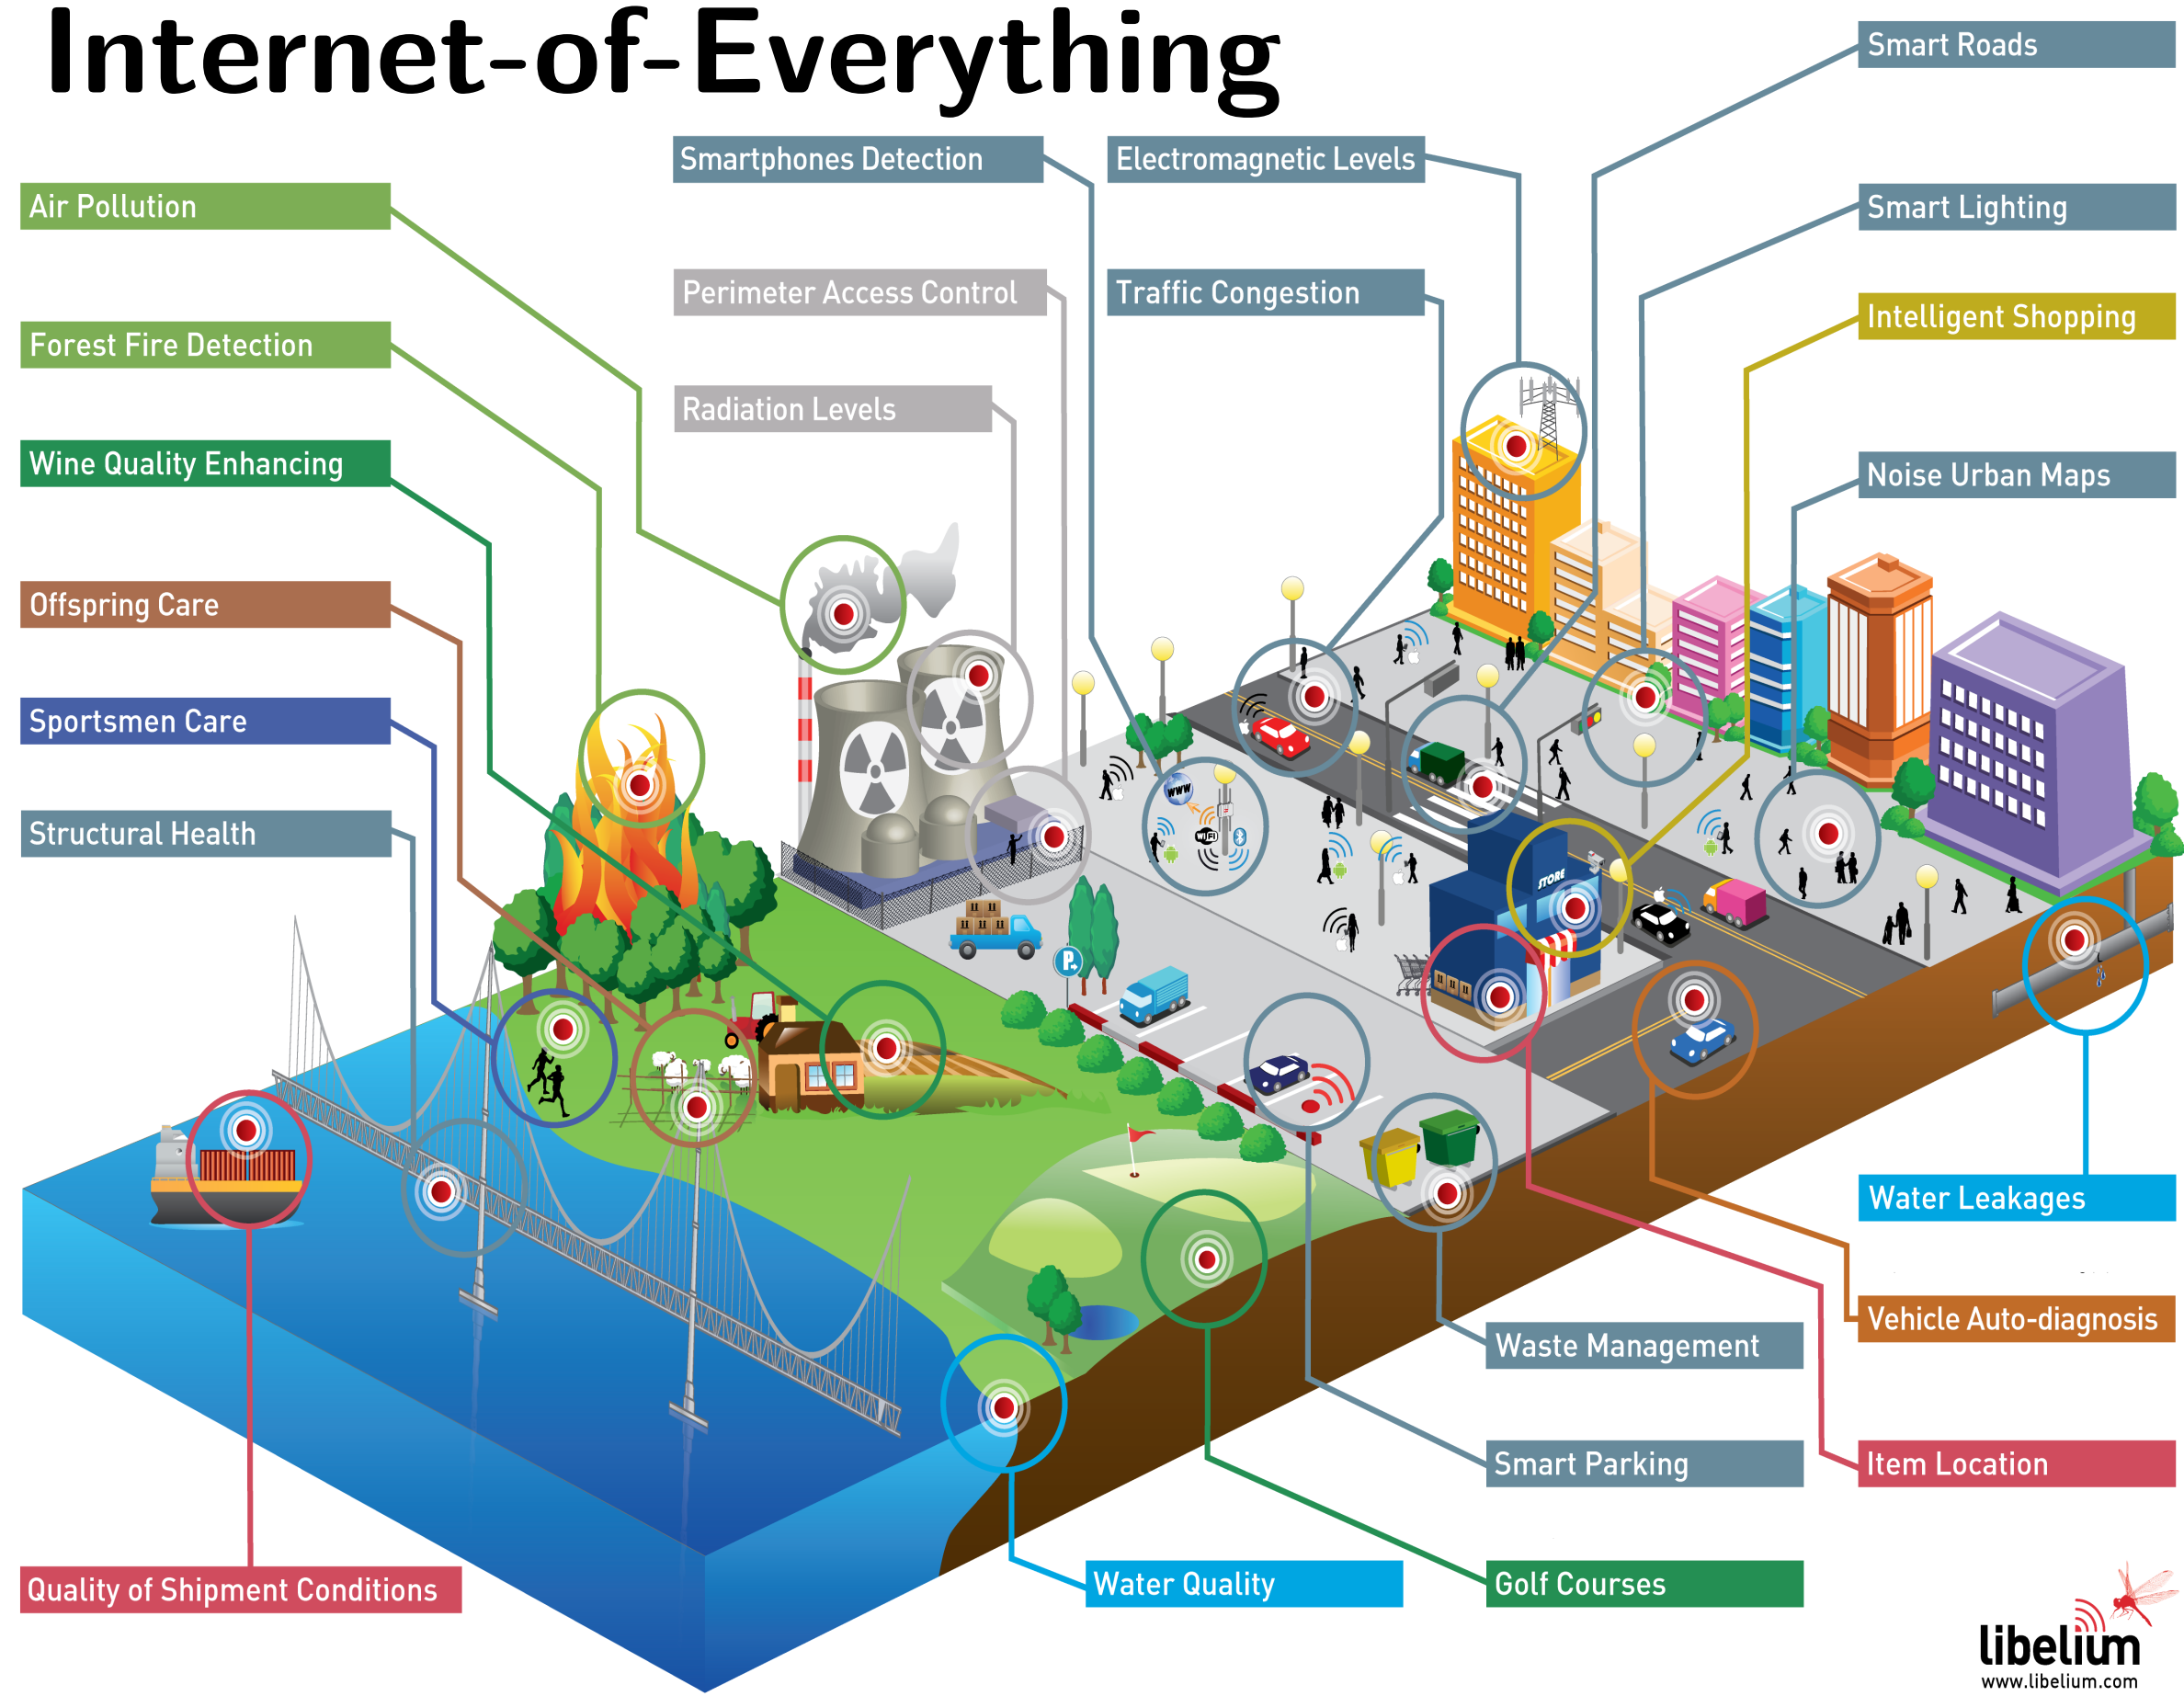 Internet-of-Everything
Smart Roads
Smartphones Detection
Electromagnetic Levels
Air Pollution
Smart Lighting
Perimeter Access Control
Traffic Congestion
Intelligent Shopping
Forest Fire Detection
Radiation Levels
Wine Quality Enhancing
Noise Urban Maps
Offspring Care
Sportsmen Care
WWW
Structural Health
WiFi
STORE
P
Water Leakages
Vehicle Auto-diagnosis
Waste Management
Smart Parking
Item Location
Quality of Shipment Conditions
Water Quality
Golf Courses
libelium
www.libelium.com